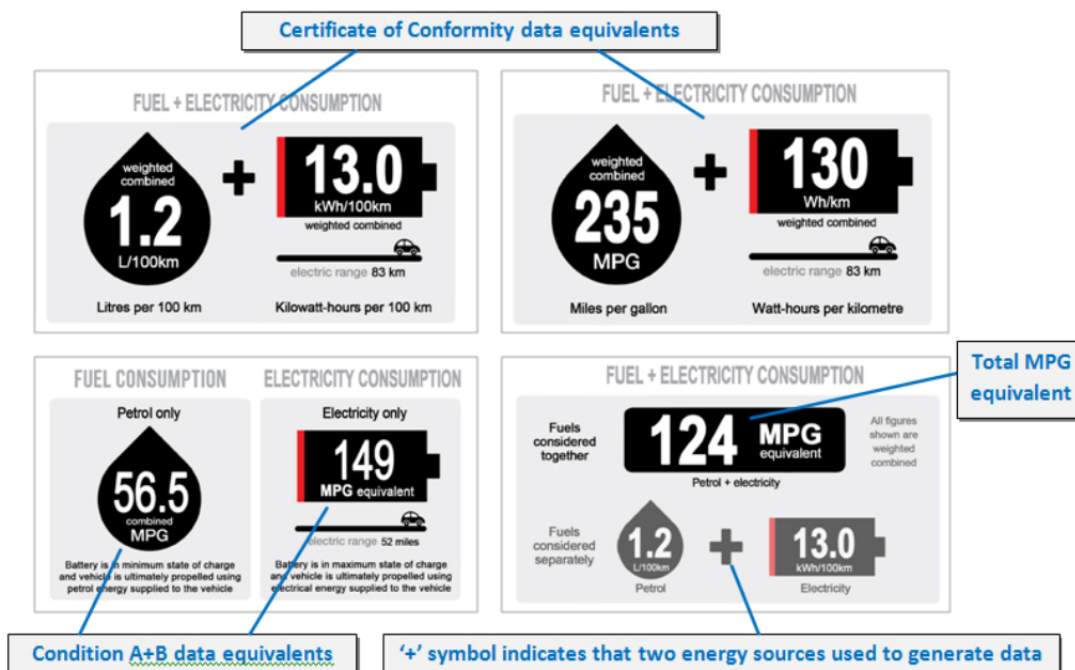 Certificate of Conformity data equivalents
FUEL + ELECTRICITY CONSUMPTION
weighted
combined
1.2
L/100km
+
13.0
kWh/100km
weighted combined
electric range 83 km
Litres per 100 km
Kilowatt-hours per 100 km
FUEL + ELECTRICITY CONSUMPTION
weighted
combined
235
MPG
+
130
Wh/km
weighted combined
electric range 83 km
Miles per gallon
Watt-hours per kilometre
FUEL CONSUMPTION
Petrol only
56.5
combined
MPG
Battery is in minimum state of charge
and vehicle is ultimately propelled using
petrol energy supplied to the vehicle
ELECTRICITY CONSUMPTION
Electricity only
149
MPG equivalent
electric range 52 miles
Battery is in maximum state of charge
and vehicle is ultimately propelled using
electrical energy supplied to the vehicle
FUEL + ELECTRICITY CONSUMPTION
Total MPG
equivalent
Fuels
considered
together
124
MPG
equivalent
All figures
shown are
weighted
combined
Petrol + electricity
Fuels
considered
separately
1.2
L/100km
Petrol
+
13.0
kWh/100km
Electricity
Condition A+B data equivalents
‘+’ symbol indicates that two energy sources used to generate data